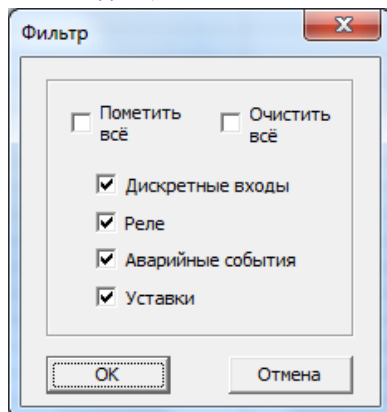 Фильтр
Пометить всё
Очистить всё
Дискретные входы
Реле
Аварийные события
Уставки
OK
Отмена